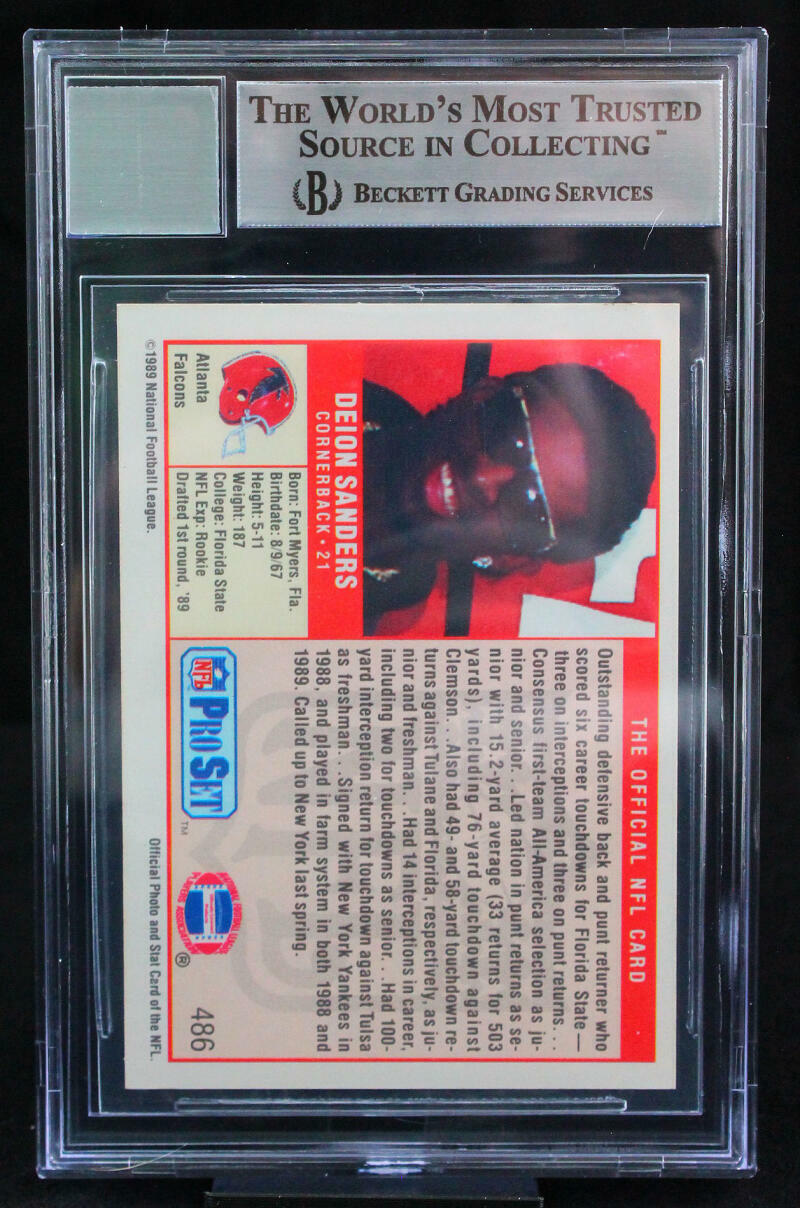 THE WORLD'S MOST TRUSTED
SOURCE IN COLLECTING™
B BECKETT GRADING SERVICES
THE OFFICIAL NFL CARD
DEION SANDERS
CORNERBACK • 21
Atlanta
Falcons
Born: Fort Myers, Fla.
Birthdate: 8/9/67
Height: 5-11
Weight: 187
College: Florida State
NFL Exp: Rookie
Drafted 1st round, '89
Outstanding defensive back and punt returner who
scored six career touchdowns for Florida State—
three on interceptions and three on punt returns. . .
Consensus first-team All-America selection as ju-
nior and senior. . .Led nation in punt returns as se-
nior with 15.2-yard average (33 returns for 503
yards), including 76-yard touchdown against
Clemson. . .Also had 49- and 58-yard touchdown re-
turns against Tulane and Florida, respectively, as ju-
nior and freshman. . .Had 14 interceptions in career,
including two for touchdowns as senior. . .Had 100-
yard interception return for touchdown against Tulsa
as freshman. . .Signed with New York Yankees in
1988, and played in farm system in both 1988 and
1989. Called up to New York last spring.
NFL PRO SET ™
®
486
©1989 National Football League.
Official Photo and Stat Card of the NFL.